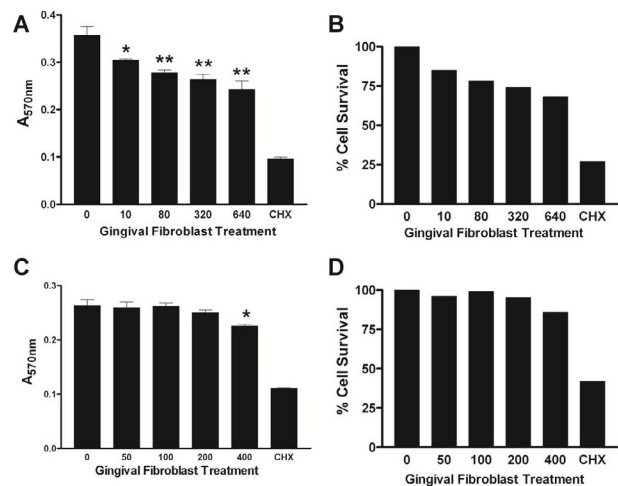 A
A570nm
0.4
0.3
0.2
0.1
0.0
*
**
**
**
0
10
80
320
640
CHX
Gingival Fibroblast Treatment
B
% Cell Survival
100
75
50
25
0
0
10
80
320
640
CHX
Gingival Fibroblast Treatment
C
A570nm
0.3
0.2
0.1
0.0
*
0
50
100
200
400
CHX
Gingival Fibroblast Treatment
D
% Cell Survival
100
75
50
25
0
0
50
100
200
400
CHX
Gingival Fibroblast Treatment